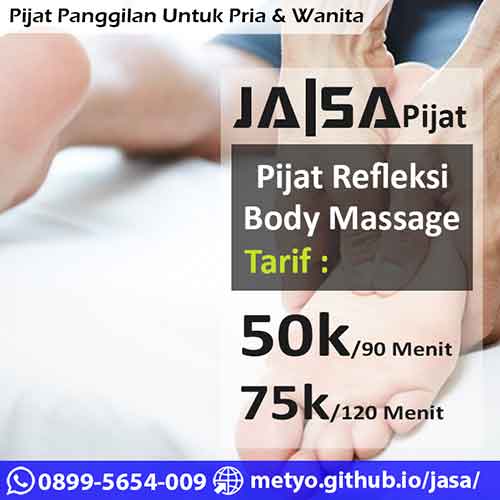 Pijat Panggilan Untuk Pria & Wanita
JA|SA Pijat
Pijat Refleksi
Body Massage
Tarif :
50k/90 Menit
75k/120 Menit
0899-5654-009 metyo.github.io/jasa/